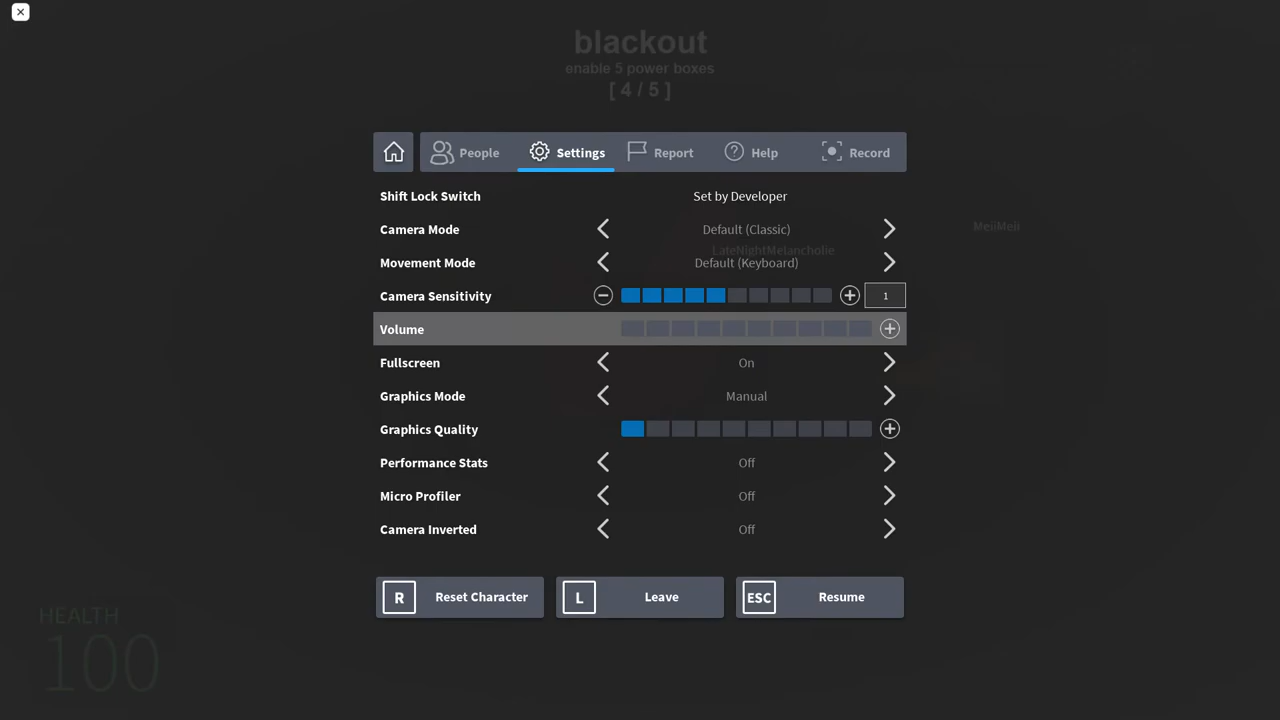 blackout
enable 5 power boxes
[ 4 / 5 ]
People
Settings
Report
Help
Record
Shift Lock Switch
Set by Developer
MeiiMeii
Camera Mode
Default (Classic)
LateNightMelancholie
Movement Mode
Default (Keyboard)
Camera Sensitivity
1
Volume
Fullscreen
On
Graphics Mode
Manual
Graphics Quality
Performance Stats
Off
Micro Profiler
Off
Camera Inverted
Off
R Reset Character
L Leave
ESC Resume
HEALTH
100